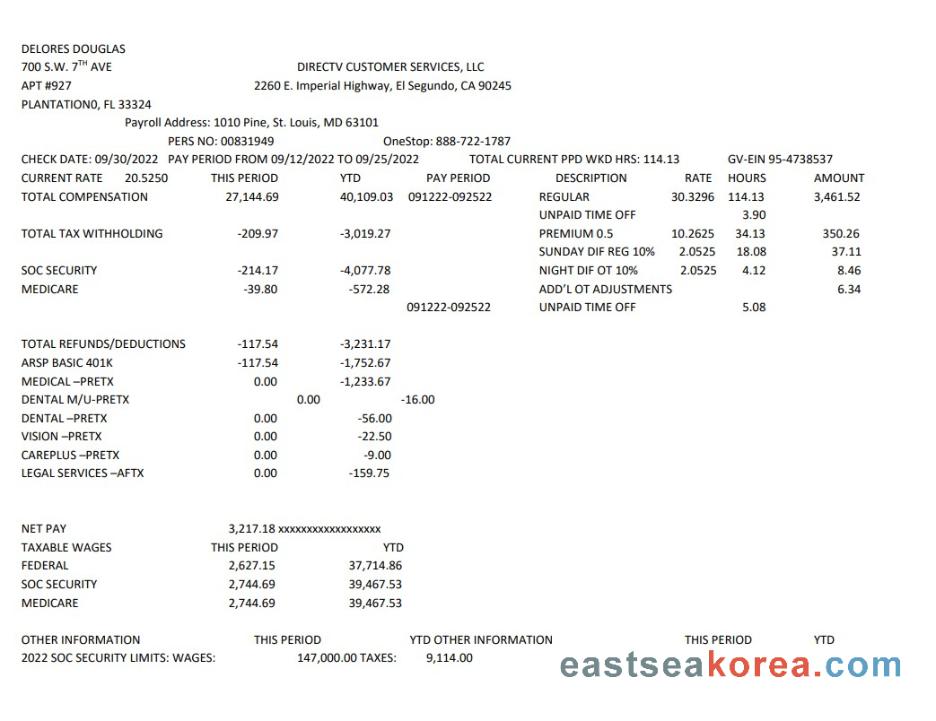 DELORES DOUGLAS
700 S.W. 7TH AVE DIRECTV CUSTOMER SERVICES, LLC
APT #927 2260 E. Imperial Highway, El Segundo, CA 90245
PLANTATION0, FL 33324
Payroll Address: 1010 Pine, St. Louis, MD 63101
PERS NO: 00831949 OneStop: 888-722-1787
CHECK DATE: 09/30/2022 PAY PERIOD FROM 09/12/2022 TO 09/25/2022 TOTAL CURRENT PPD WKD HRS: 114.13 GV-EIN 95-4738537
CURRENT RATE 20.5250 THIS PERIOD YTD PAY PERIOD DESCRIPTION RATE HOURS AMOUNT
TOTAL COMPENSATION 27,144.69 40,109.03 091222-092522 REGULAR 30.3296 114.13 3,461.52
UNPAID TIME OFF 3.90
TOTAL TAX WITHHOLDING -209.97 -3,019.27 PREMIUM 0.5 10.2625 34.13 350.26
SUNDAY DIF REG 10% 2.0525 18.08 37.11
SOC SECURITY -214.17 -4,077.78 NIGHT DIF OT 10% 2.0525 4.12 8.46
MEDICARE -39.80 -572.28 ADD'L OT ADJUSTMENTS 6.34
091222-092522 UNPAID TIME OFF 5.08
TOTAL REFUNDS/DEDUCTIONS -117.54 -3,231.17
ARSP BASIC 401K -117.54 -1,752.67
MEDICAL –PRETX 0.00 -1,233.67
DENTAL M/U-PRETX 0.00 -16.00
DENTAL –PRETX 0.00 -56.00
VISION –PRETX 0.00 -22.50
CAREPLUS –PRETX 0.00 -9.00
LEGAL SERVICES –AFTX 0.00 -159.75
NET PAY 3,217.18 xxxxxxxxxxxxxxxxxx
TAXABLE WAGES THIS PERIOD YTD
FEDERAL 2,627.15 37,714.86
SOC SECURITY 2,744.69 39,467.53
MEDICARE 2,744.69 39,467.53
OTHER INFORMATION THIS PERIOD YTD OTHER INFORMATION THIS PERIOD YTD
2022 SOC SECURITY LIMITS: WAGES: 147,000.00 TAXES: 9,114.00
eastseakorea.com